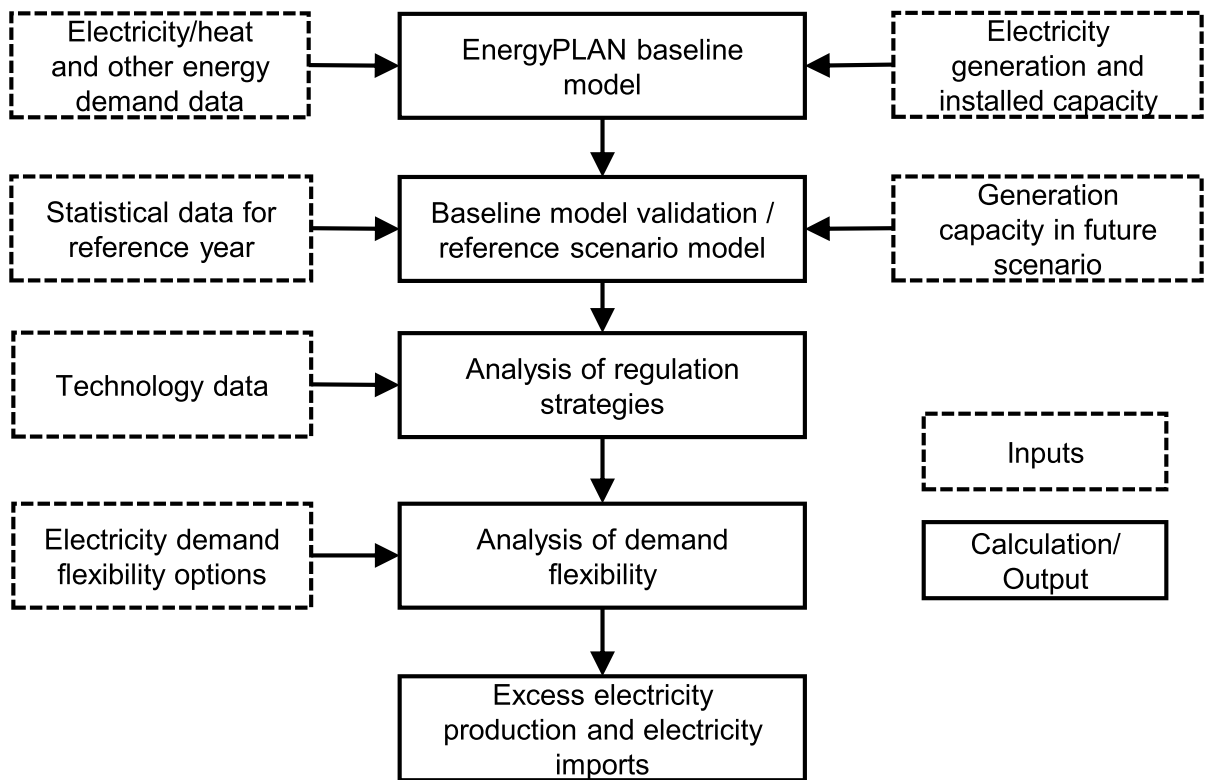 Electricity/heat
and other energy
demand data
EnergyPLAN baseline
model
Electricity
generation and
installed capacity
Statistical data for
reference year
Baseline model validation /
reference scenario model
Generation
capacity in future
scenario
Technology data
Analysis of regulation
strategies
Inputs
Electricity demand
flexibility options
Analysis of demand
flexibility
Calculation/
Output
Excess electricity
production and electricity
imports